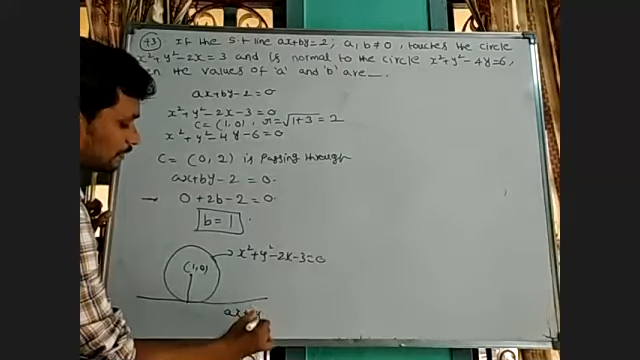 43) If the s.t line ax+by=2; a, b ≠ 0, touches the circle
x²+y²-2x=3 and is normal to the circle x²+y²-4y=6,
the values of 'a' and 'b' are __.
ax+by-2=0
x²+y²-2x-3=0
c=(1,0), r=√1+3=2
x²+y²-4y-6=0
c=(0,2) is passing through
ax+by-2=0.
→ 0+2b-2=0.
b=1.
(1,0) → x²+y²-2x-3=0